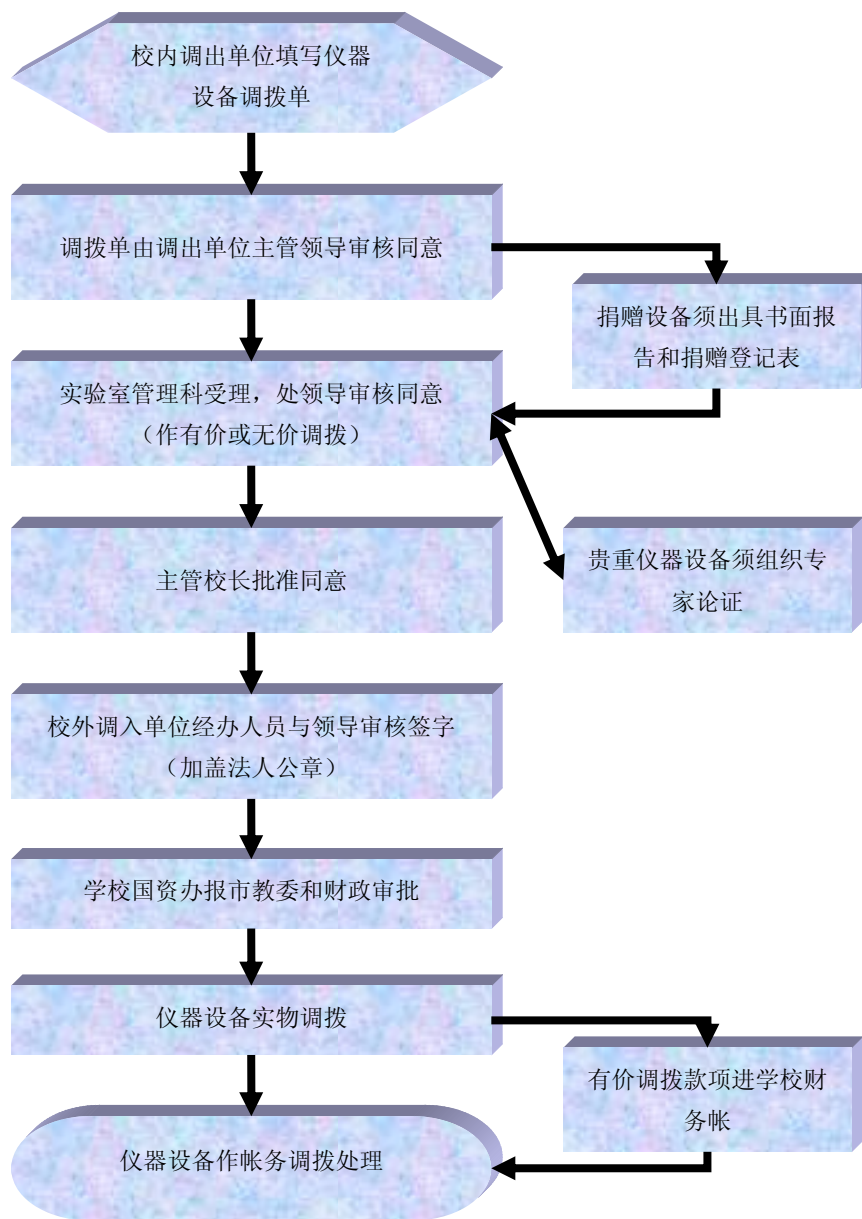 校内调出单位填写仪器
设备调拨单
调拨单由调出单位主管领导审核同意
捐赠设备须出具书面报
告和捐赠登记表
实验室管理科受理，处领导审核同意
（作有价或无价调拨）
贵重仪器设备须组织专
家论证
主管校长批准同意
校外调入单位经办人员与领导审核签字
（加盖法人公章）
学校国资办报市教委和财政审批
仪器设备实物调拨
有价调拨款项进学校财
务帐
仪器设备作帐务调拨处理